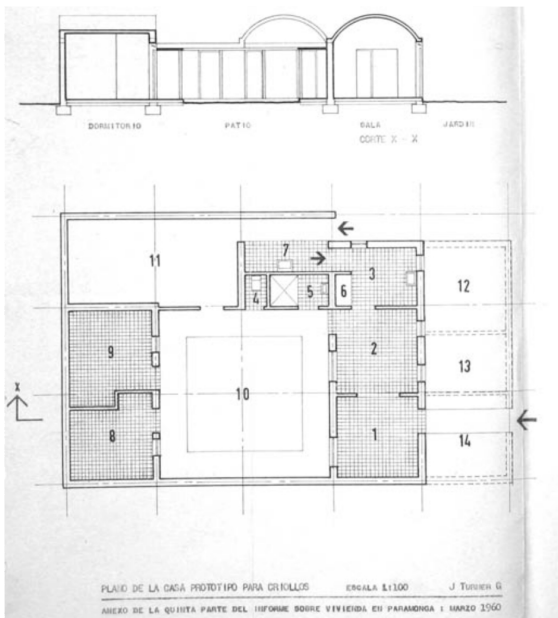 DORMITORIO PATIO SALA JARDIN
CORTE X - X
7
11
3
12
4 5 6
9
2
13
X
10
8
1
14
PLANO DE LA CASA PROTOTIPO PARA CRIOLLOS ESCALA 1:100 J TURNER G
ANEXO DE LA QUINTA PARTE DEL INFORME SOBRE VIVIENDA EN PARAMONGA : MARZO 1960